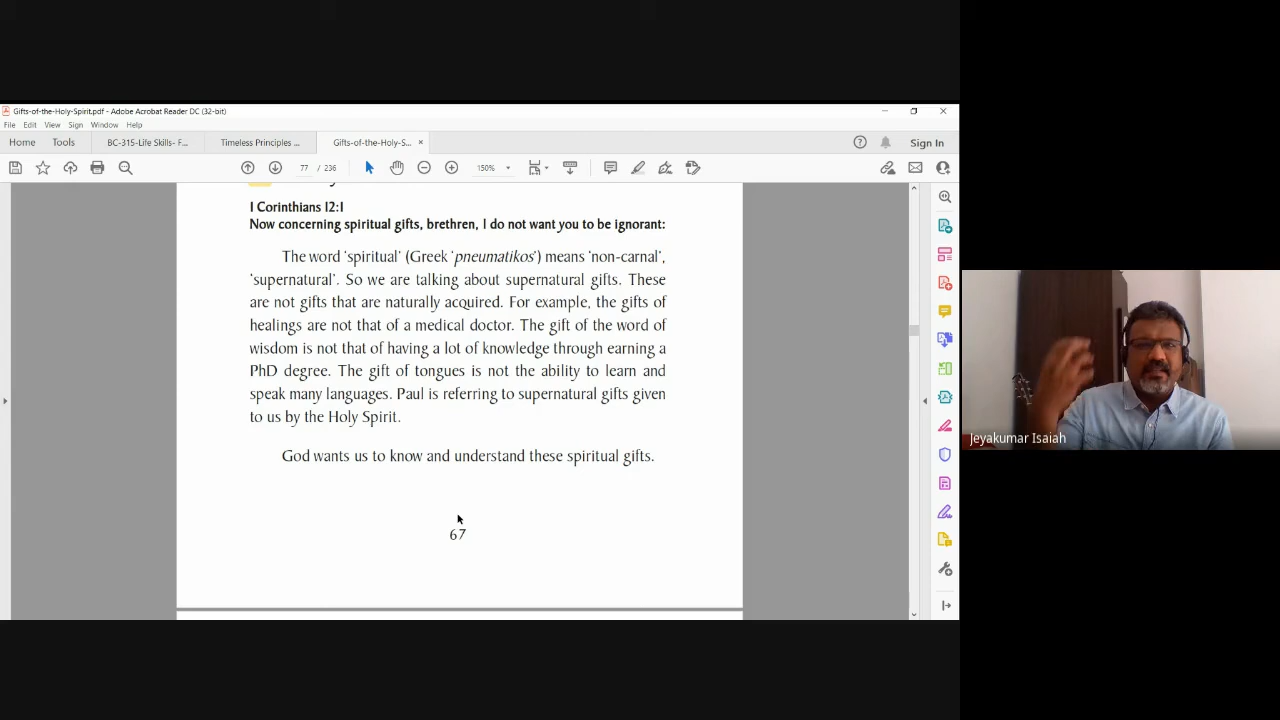 Gifts-of-the-Holy-Spirit.pdf - Adobe Acrobat Reader DC (32-bit)
File Edit View Sign Window Help
Home Tools BC-315-Life Skills- F... Timeless Principles ... Gifts-of-the-Holy-S... × Sign In
77 / 236 150%
I Corinthians 12:1
Now concerning spiritual gifts, brethren, I do not want you to be ignorant:
The word 'spiritual' (Greek 'pneumatikos') means 'non-carnal',
'supernatural'. So we are talking about supernatural gifts. These
are not gifts that are naturally acquired. For example, the gifts of
healings are not that of a medical doctor. The gift of the word of
wisdom is not that of having a lot of knowledge through earning a
PhD degree. The gift of tongues is not the ability to learn and
speak many languages. Paul is referring to supernatural gifts given
to us by the Holy Spirit.
God wants us to know and understand these spiritual gifts.
67
Jeyakumar Isaiah